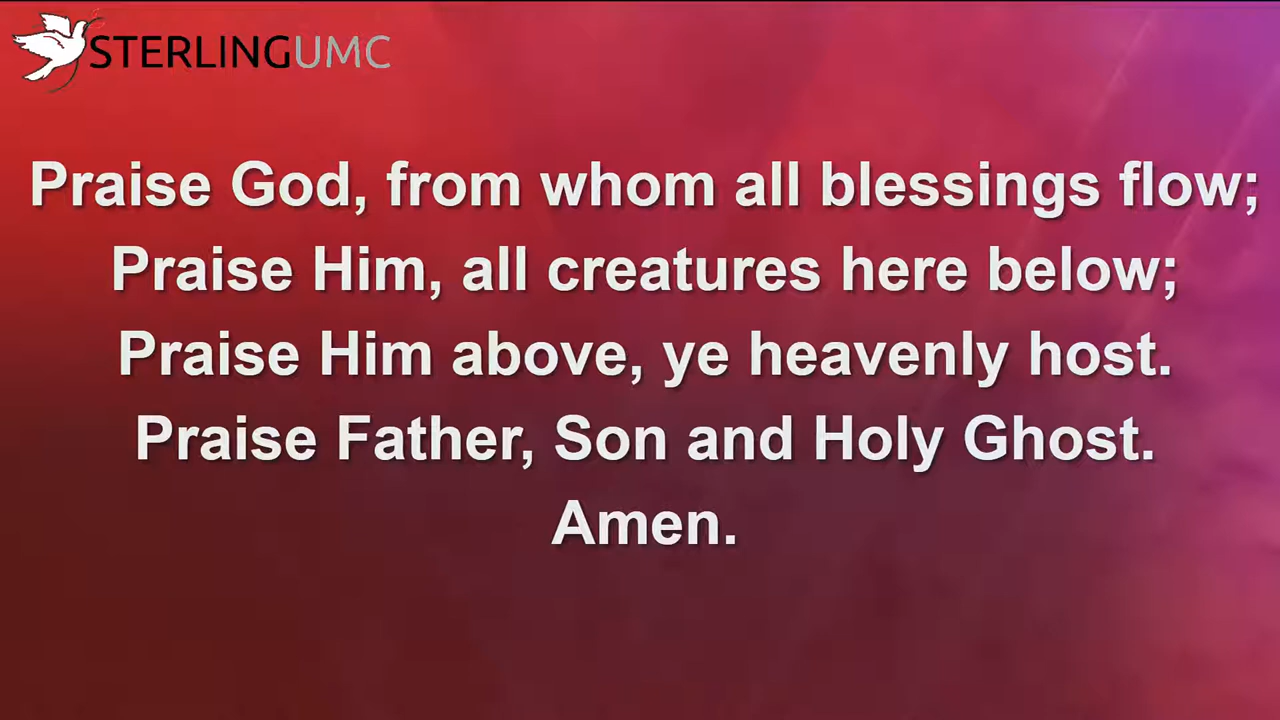 STERLINGUMC
Praise God, from whom all blessings flow;
Praise Him, all creatures here below;
Praise Him above, ye heavenly host.
Praise Father, Son and Holy Ghost.
Amen.